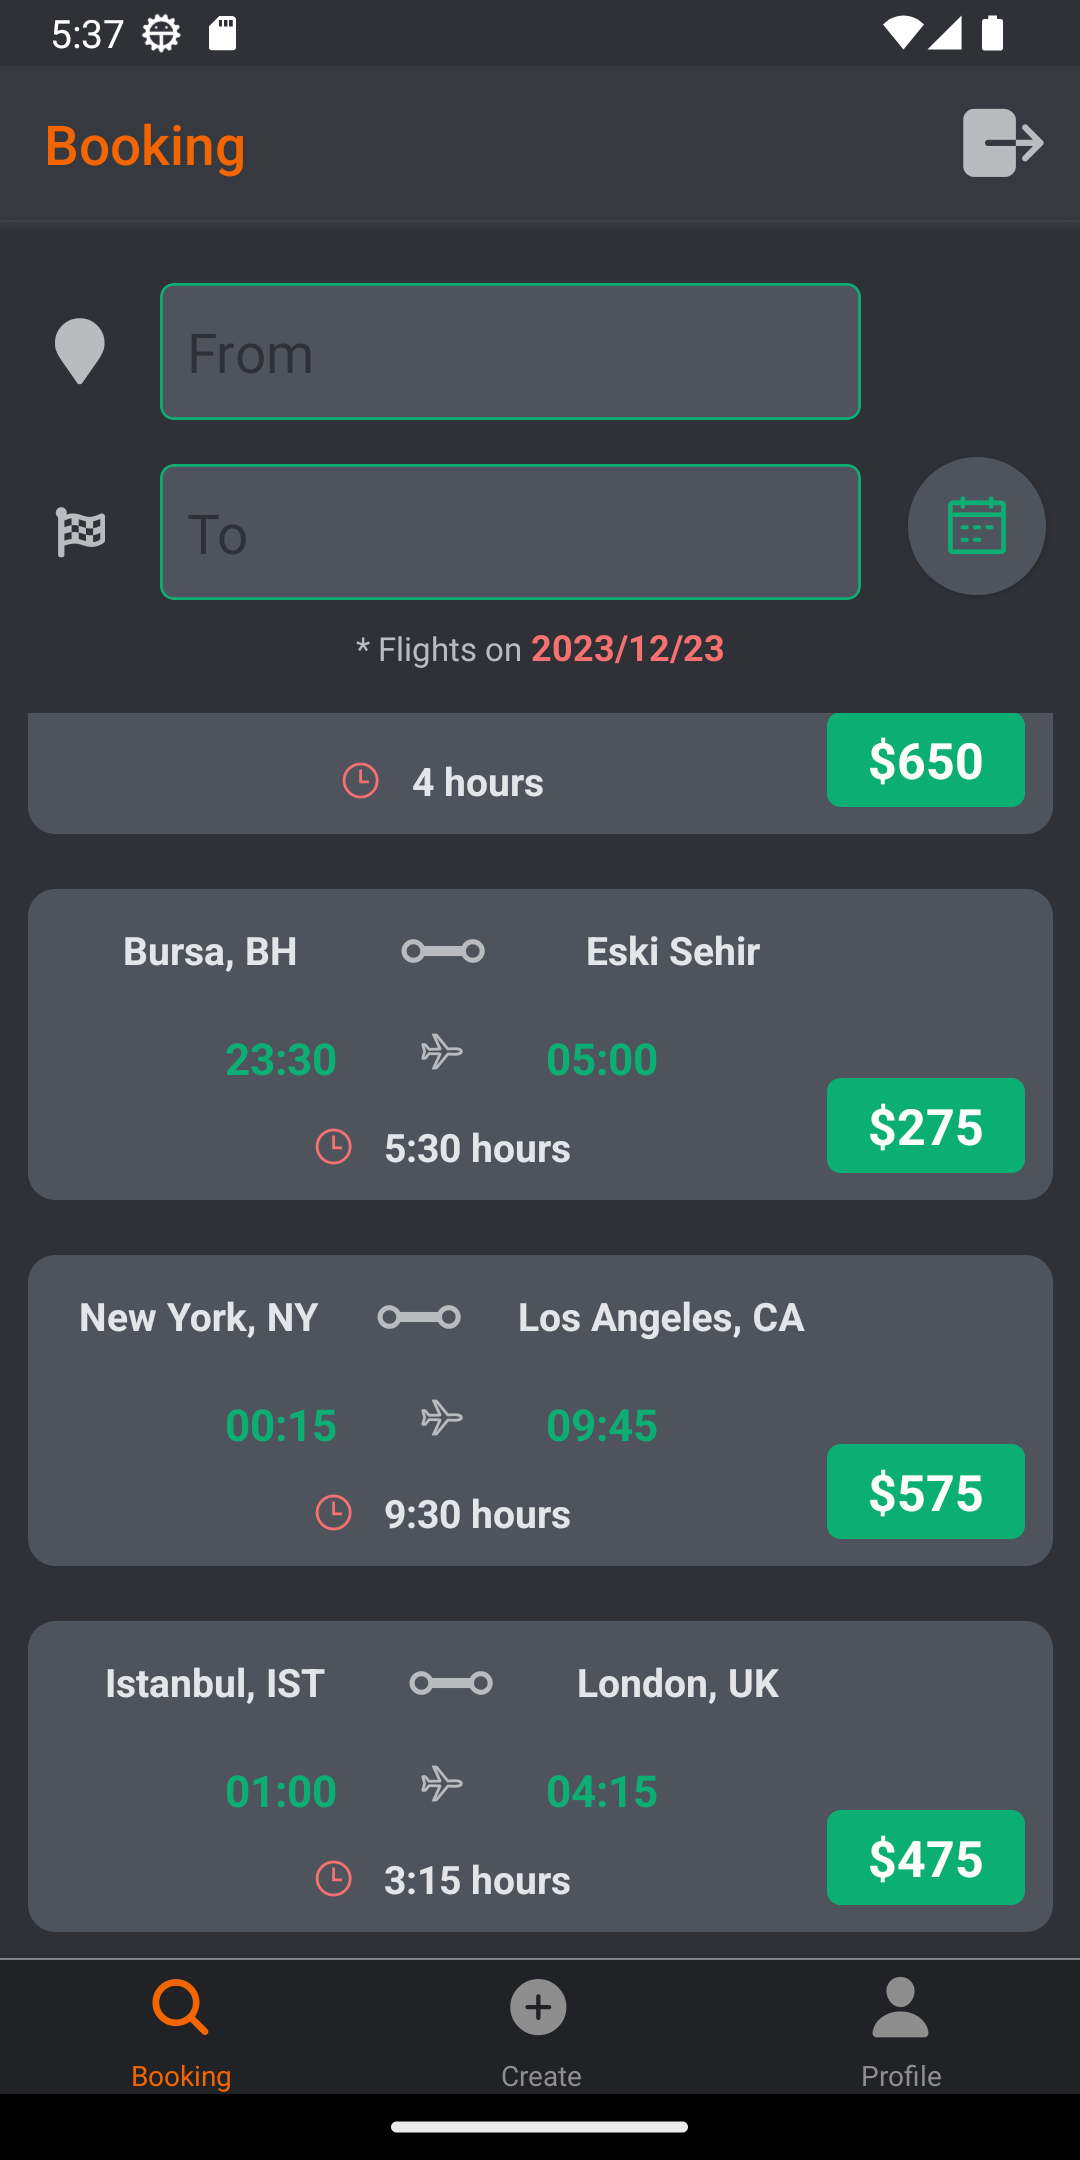 5:37
Booking
From
To
* Flights on 2023/12/23
4 hours
$650
Bursa, BH
Eski Sehir
23:30
05:00
5:30 hours
$275
New York, NY
Los Angeles, CA
00:15
09:45
9:30 hours
$575
Istanbul, IST
London, UK
01:00
04:15
3:15 hours
$475
Booking
Create
Profile